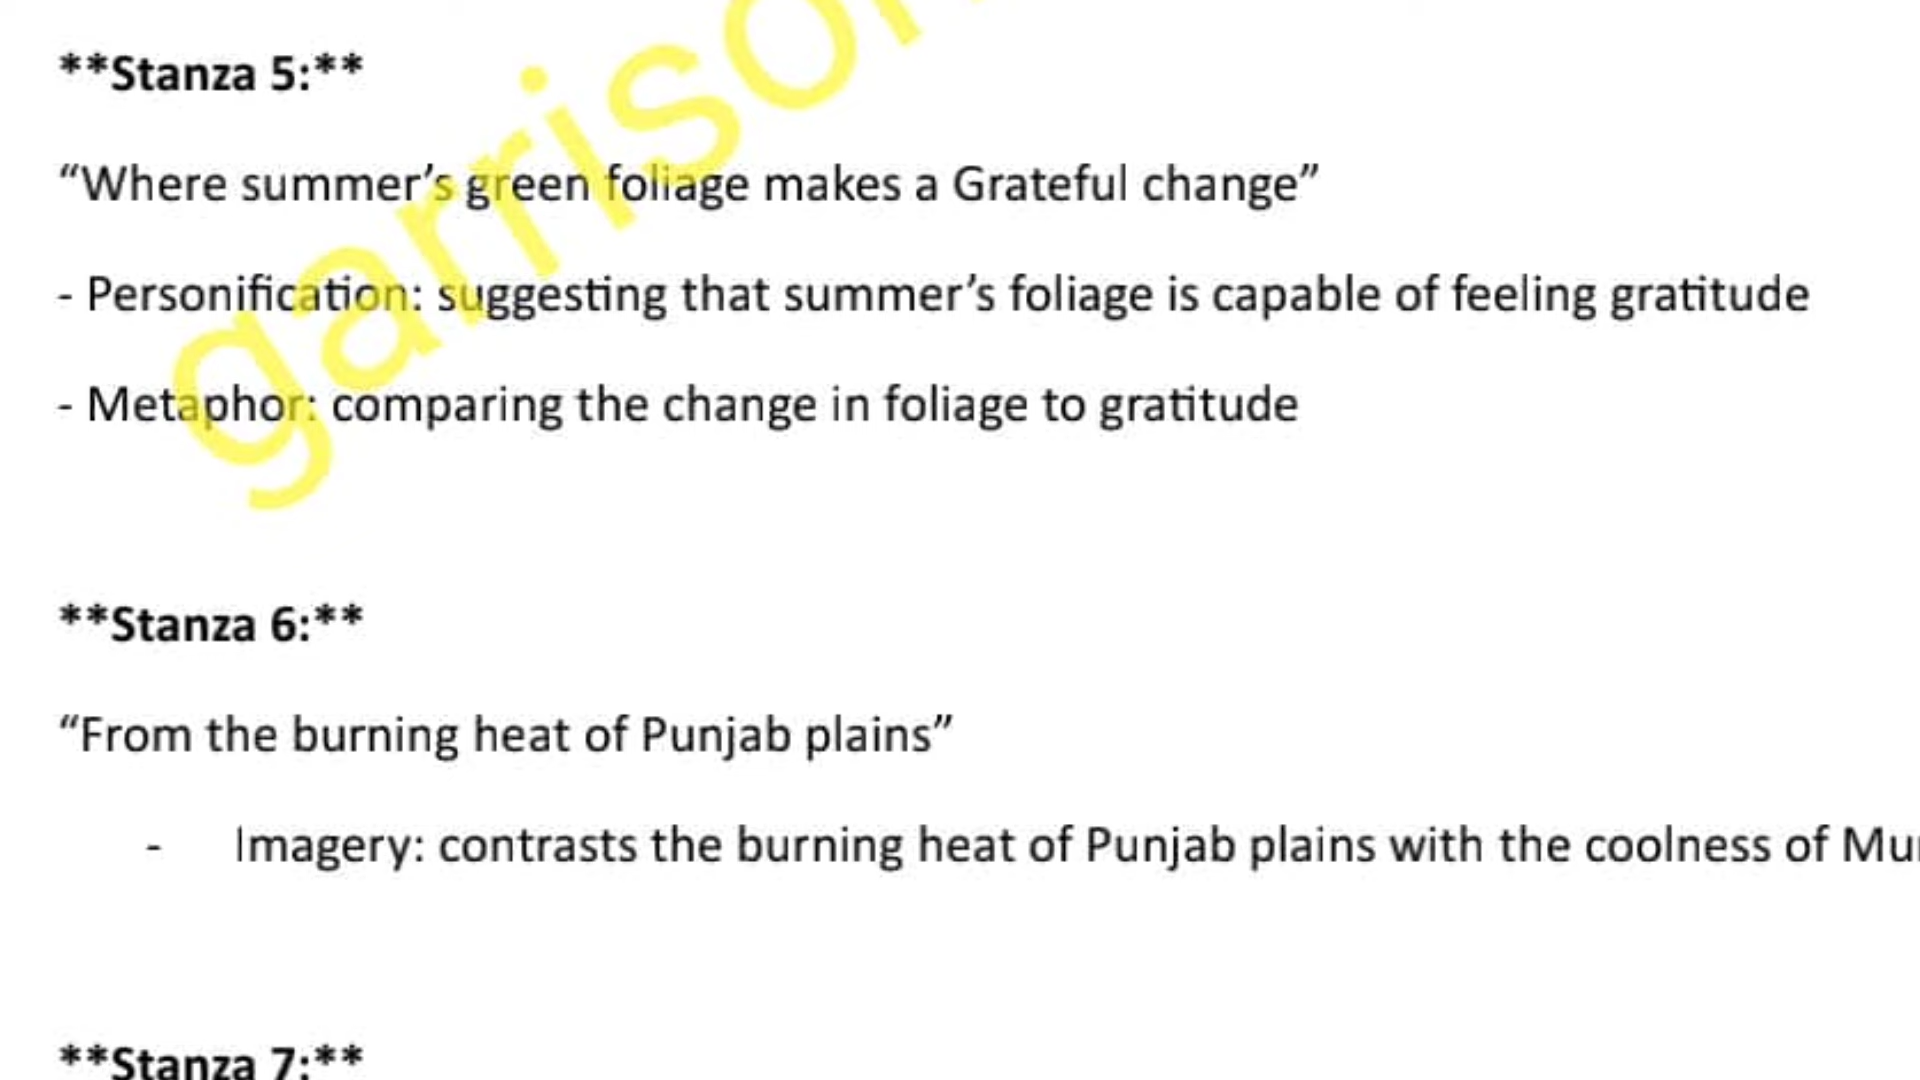 **Stanza 5:**
“Where summer’s green foliage makes a Grateful change”
- Personification: suggesting that summer’s foliage is capable of feeling gratitude
- Metaphor: comparing the change in foliage to gratitude
**Stanza 6:**
“From the burning heat of Punjab plains”
- Imagery: contrasts the burning heat of Punjab plains with the coolness of
**Stanza 7:**